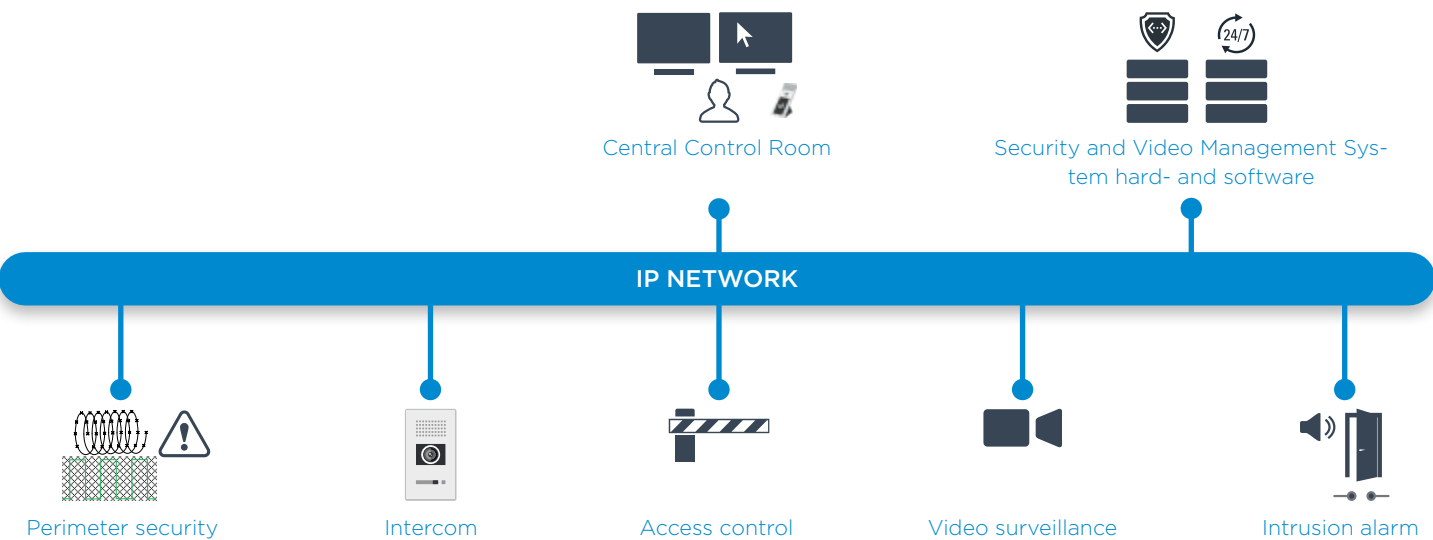 24/7
Central Control Room
Security and Video Management Sys-
tem hard- and software
IP NETWORK
Perimeter security
Intercom
Access control
Video surveillance
Intrusion alarm